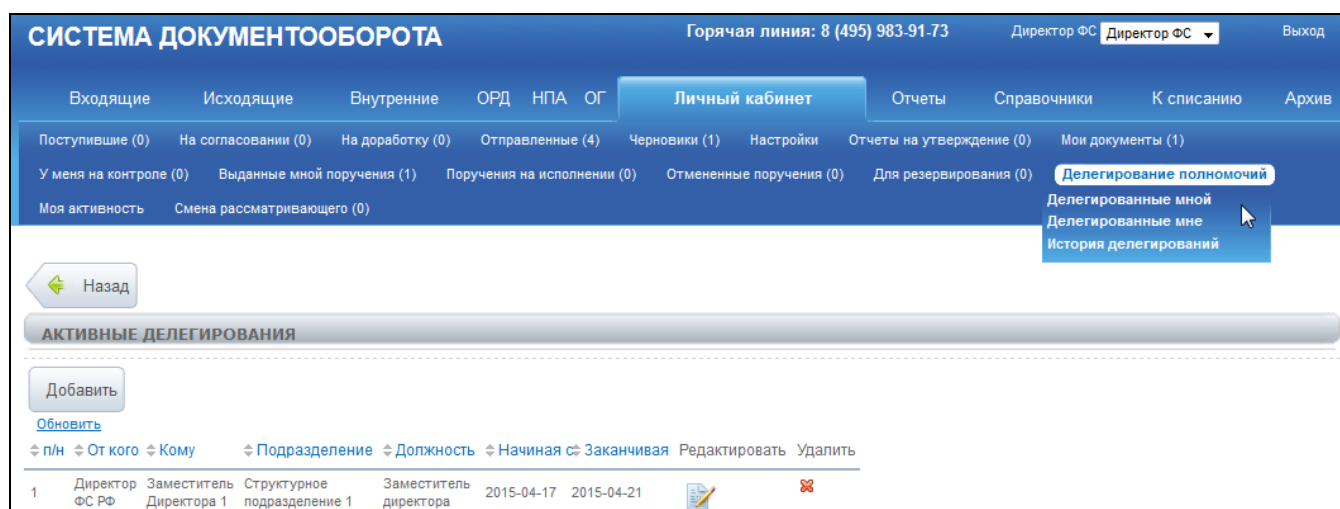 СИСТЕМА ДОКУМЕНТООБОРОТА Горячая линия: 8 (495) 983-91-73 Директор ФС Директор ФС Выход
Входящие Исходящие Внутренние ОРД НПА ОГ Личный кабинет Отчеты Справочники К списанию Архив
Поступившие (0) На согласовании (0) На доработку (0) Отправленные (4) Черновики (1) Настройки Отчеты на утверждение (0) Мои документы (1)
У меня на контроле (0) Выданные мной поручения (1) Поручения на исполнении (0) Отмененные поручения (0) Для резервирования (0) Делегирование полномочий
Моя активность Смена рассматривающего (0) Делегированные мной
Делегированные мне
История делегирований
Назад
АКТИВНЫЕ ДЕЛЕГИРОВАНИЯ
Добавить
Обновить
п/н От кого Кому Подразделение Должность Начиная с Заканчивая Редактировать Удалить
1 Директор Заместитель Структурное Заместитель 2015-04-17 2015-04-21
ФС РФ Директора 1 подразделение 1 директора